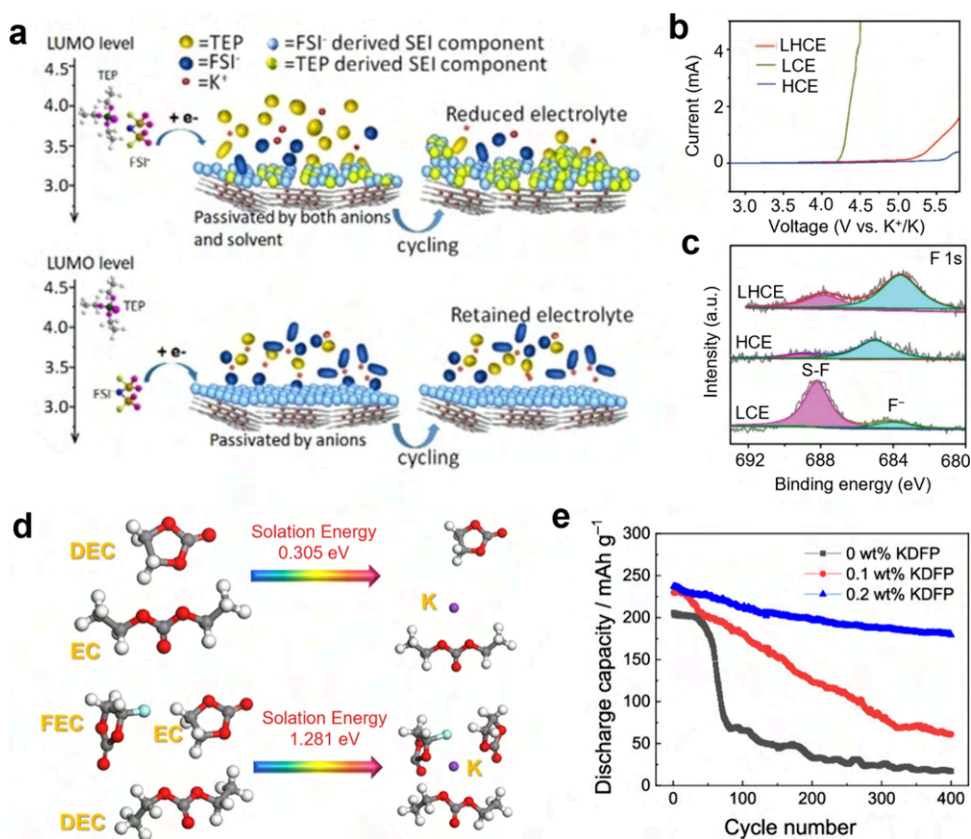 a
LUMO level
4.5
4.0
3.5
3.0
TEP
FSI-
+ e-
=TEP
=FSI-
=K+
=FSI- derived SEI component
=TEP derived SEI component
Reduced electrolyte
Passivated by both anions
and solvent
cycling
LUMO level
4.5
4.0
3.5
3.0
TEP
FSI
+ e-
Retained electrolyte
Passivated by anions
cycling
b
Current (mA)
4
2
0
LHCE
LCE
HCE
3.0 3.5 4.0 4.5 5.0 5.5
Voltage (V vs. K+/K)
c
F 1s
Intensity (a.u.)
LHCE
HCE
S-F
LCE
F−
692 688 684 680
Binding energy (eV)
d
DEC
EC
Solation Energy
0.305 eV
K
FEC
EC
DEC
Solation Energy
1.281 eV
K
e
Discharge capacity / mAh g−1
300
250
200
150
100
50
0
0 wt% KDFP
0.1 wt% KDFP
0.2 wt% KDFP
0 100 200 300 400
Cycle number